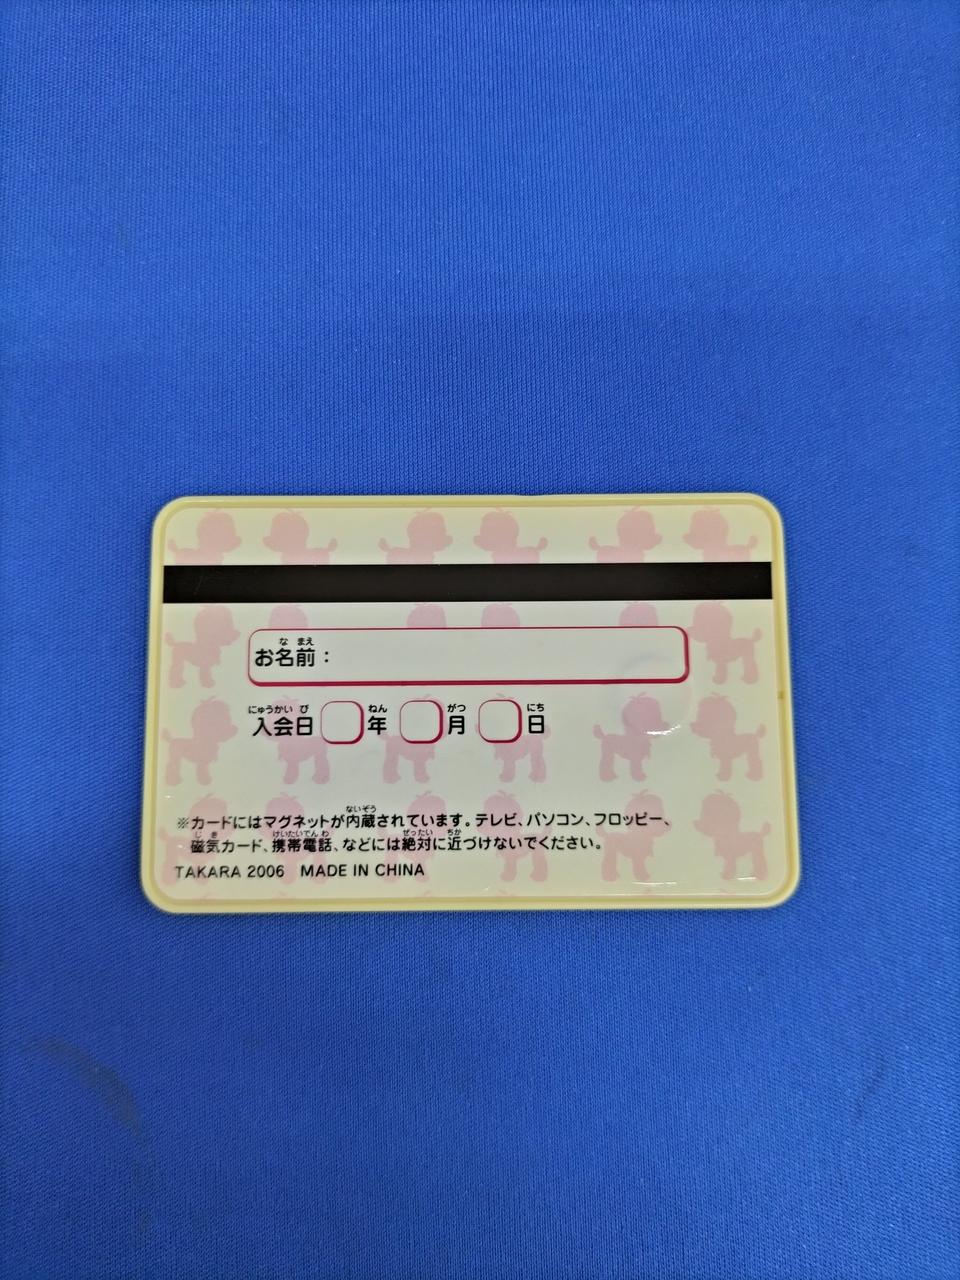 お名前：
なまえ
入会日 年 月 日
にゅうかいび ねん がつ にち
※カードにはマグネットが内蔵されています。テレビ、パソコン、フロッピー、
ないぞう
磁気カード、携帯電話、などには絶対に近づけないでください。
じき けいたいでんわ ぜったい ちか
TAKARA 2006 MADE IN CHINA